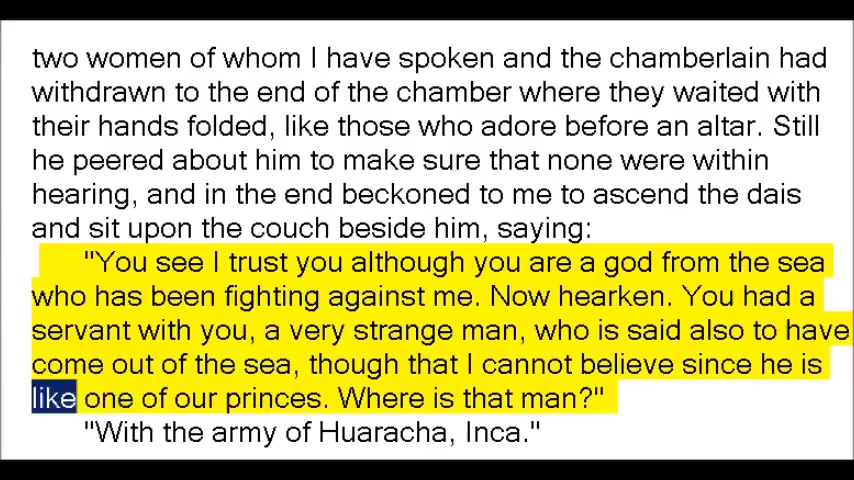 two women of whom I have spoken and the chamberlain had
withdrawn to the end of the chamber where they waited with
their hands folded, like those who adore before an altar. Still
he peered about him to make sure that none were within
hearing, and in the end beckoned to me to ascend the dais
and sit upon the couch beside him, saying:
"You see I trust you although you are a god from the sea
who has been fighting against me. Now hearken. You had a
servant with you, a very strange man, who is said also to have
come out of the sea, though that I cannot believe since he is
like one of our princes. Where is that man?"
"With the army of Huaracha, Inca."